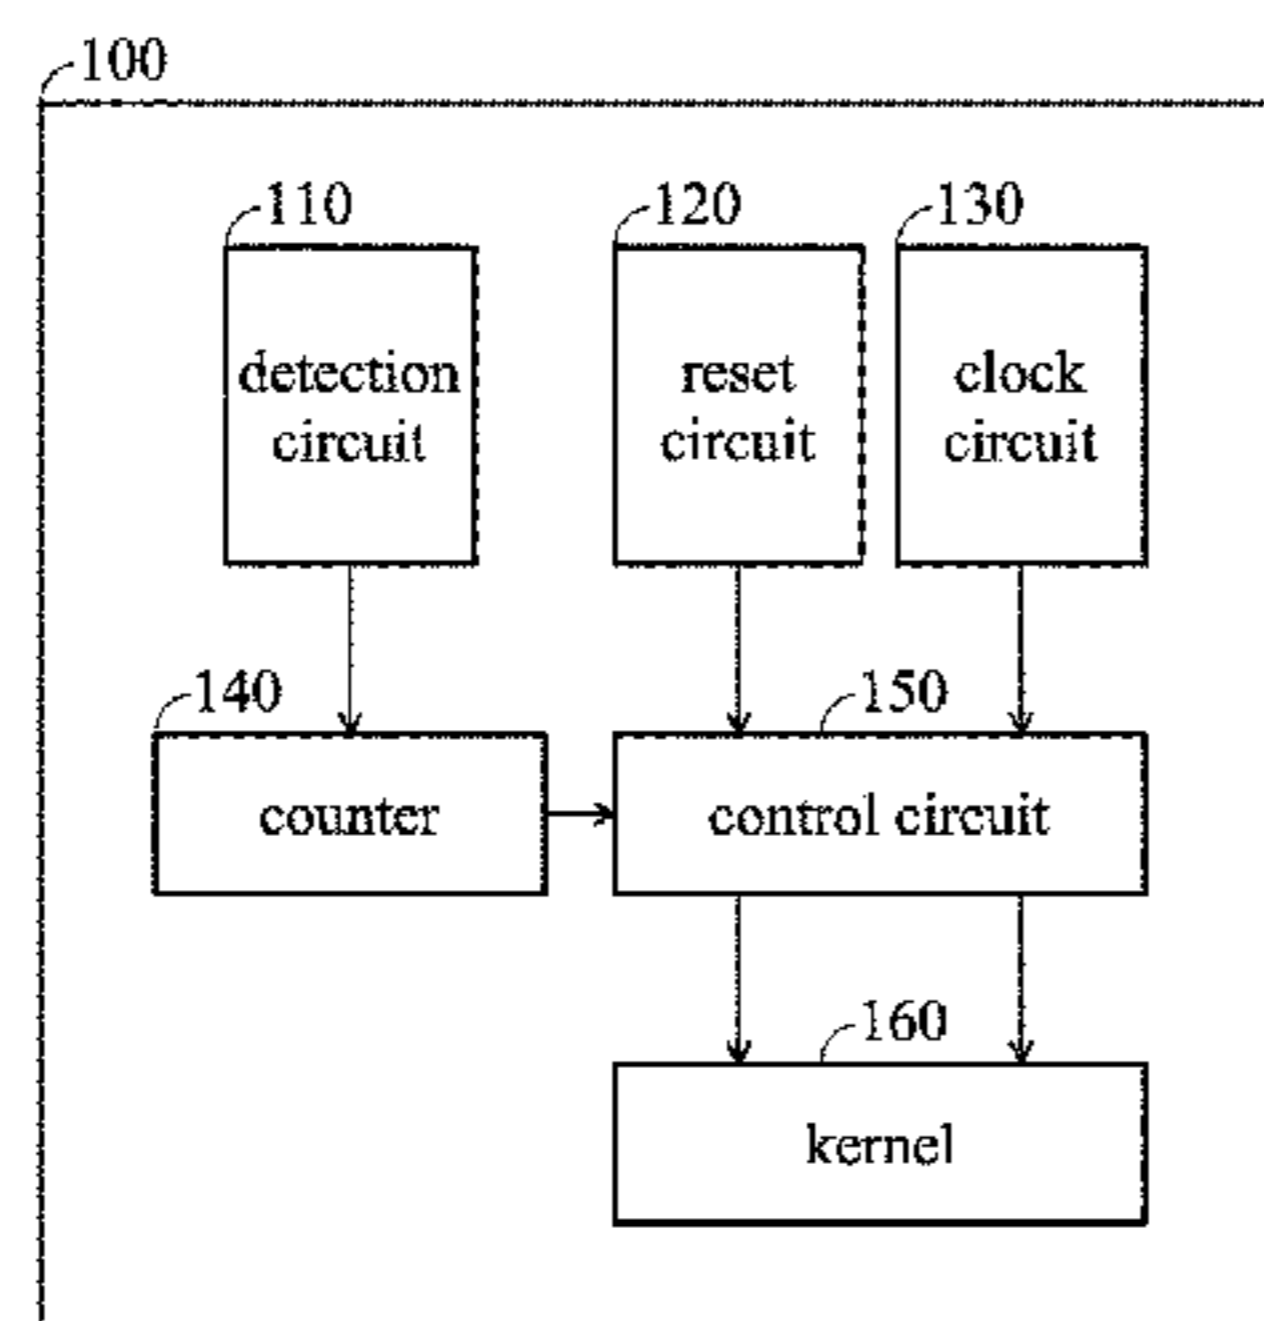 100
110
120
130
detection
circuit
reset
circuit
clock
circuit
140
150
counter
control circuit
160
kernel